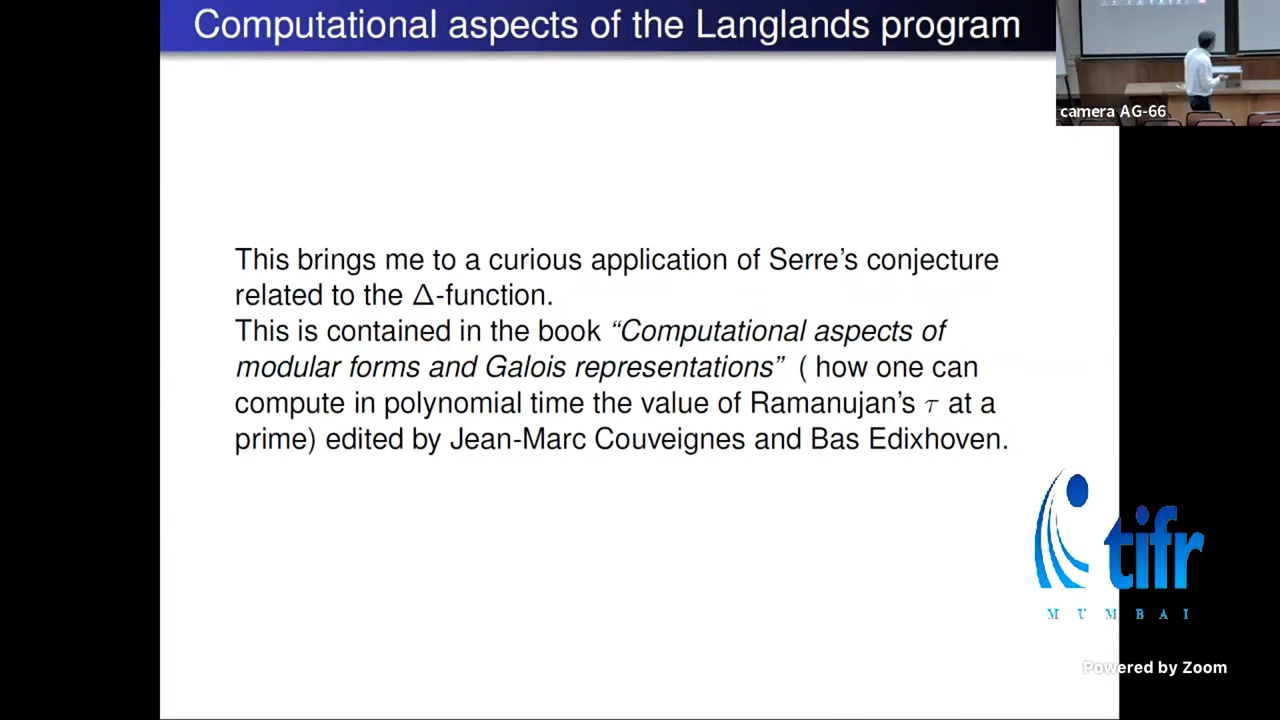 Computational aspects of the Langlands program
camera AG-66
This brings me to a curious application of Serre’s conjecture
related to the Δ-function.
This is contained in the book “Computational aspects of
modular forms and Galois representations” ( how one can
compute in polynomial time the value of Ramanujan’s τ at a
prime) edited by Jean-Marc Couveignes and Bas Edixhoven.
tifr
MUMBAI
Powered by Zoom